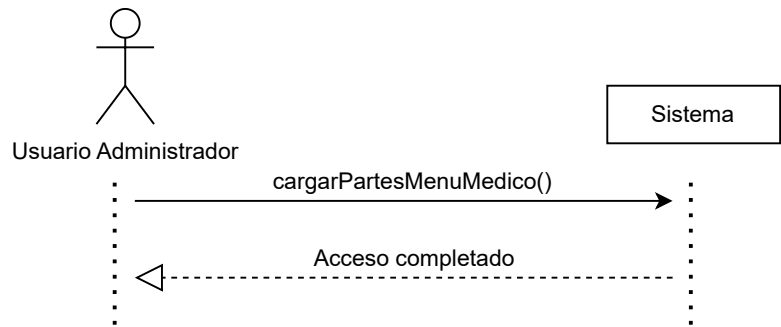 Sistema
Usuario Administrador
cargarPartesMenuMedico()
Acceso completado